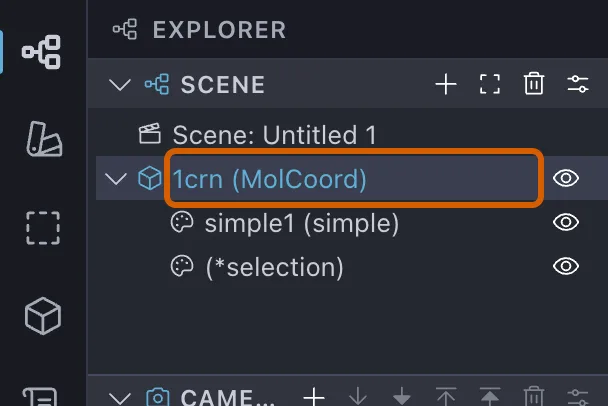 EXPLORER
SCENE
Scene: Untitled 1
1crn (MolCoord)
simple1 (simple)
(*selection)
CAME...